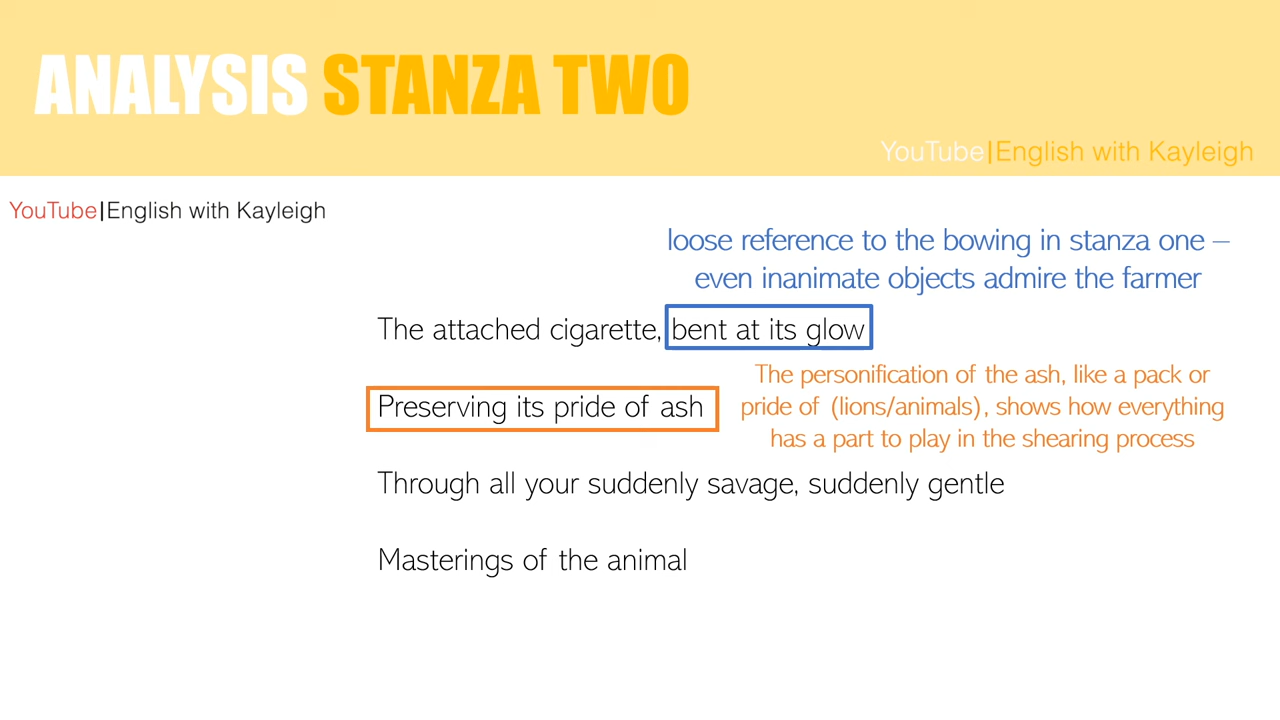 ANALYSIS STANZA TWO
YouTube|English with Kayleigh
YouTube|English with Kayleigh
loose reference to the bowing in stanza one –
even inanimate objects admire the farmer
The attached cigarette, bent at its glow
The personification of the ash, like a pack or
pride of (lions/animals), shows how everything
has a part to play in the shearing process
Preserving its pride of ash
Through all your suddenly savage, suddenly gentle
Masterings of the animal